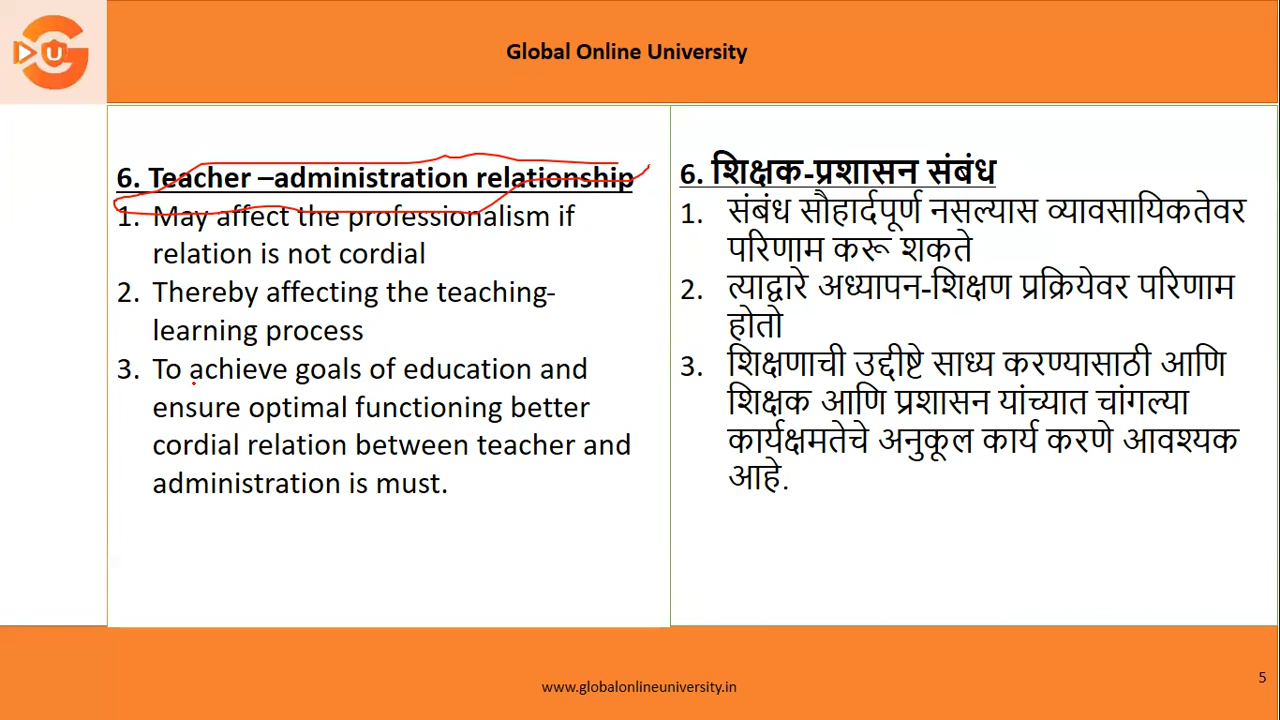 U
Global Online University
6. Teacher –administration relationship
1. May affect the professionalism if
relation is not cordial
2. Thereby affecting the teaching-
learning process
3. To achieve goals of education and
ensure optimal functioning better
cordial relation between teacher and
administration is must.
6. शिक्षक-प्रशासन संबंध
1. संबंध सौहार्दपूर्ण नसल्यास व्यावसायिकतेवर
परिणाम करू शकते
2. त्याद्वारे अध्यापन-शिक्षण प्रक्रियेवर परिणाम
होतो
3. शिक्षणाची उद्दीष्टे साध्य करण्यासाठी आणि
शिक्षक आणि प्रशासन यांच्यात चांगल्या
कार्यक्षमतेचे अनुकूल कार्य करणे आवश्यक
आहे.
www.globalonlineuniversity.in
5